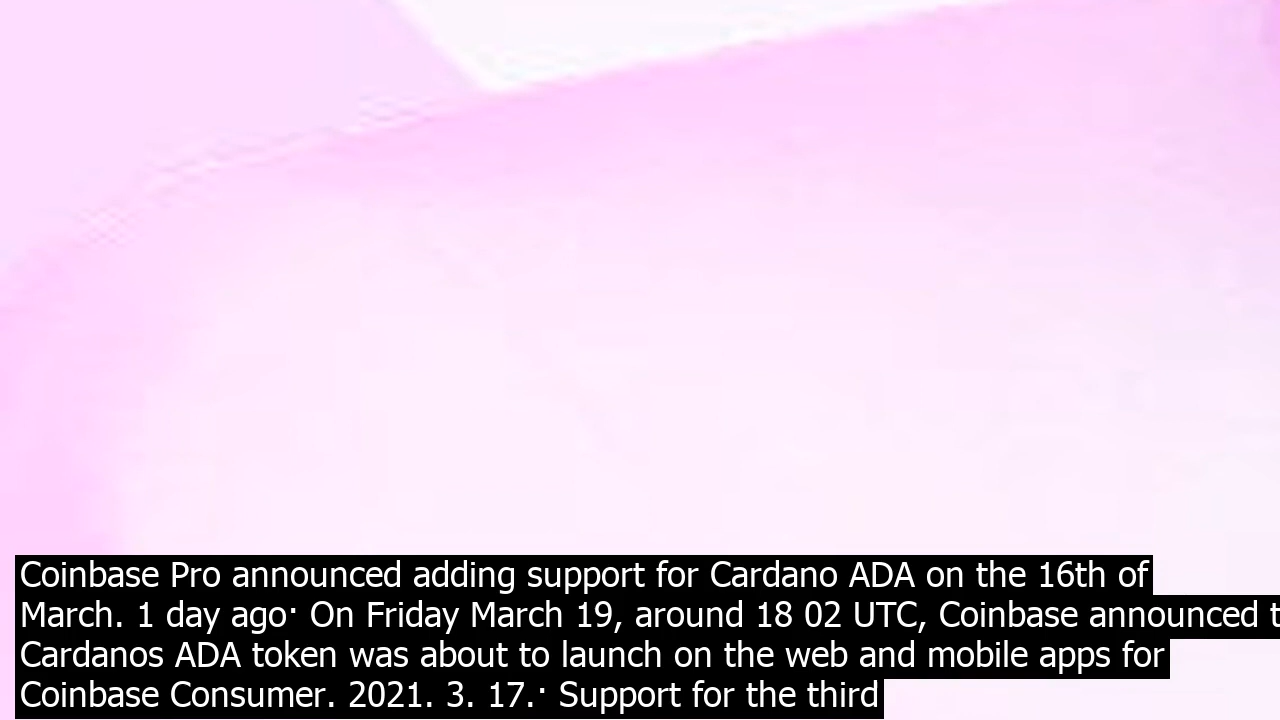 Coinbase Pro announced adding support for Cardano ADA on the 16th of
March. 1 day ago· On Friday March 19, around 18 02 UTC, Coinbase announced t
Cardanos ADA token was about to launch on the web and mobile apps for
Coinbase Consumer. 2021. 3. 17.· Support for the third